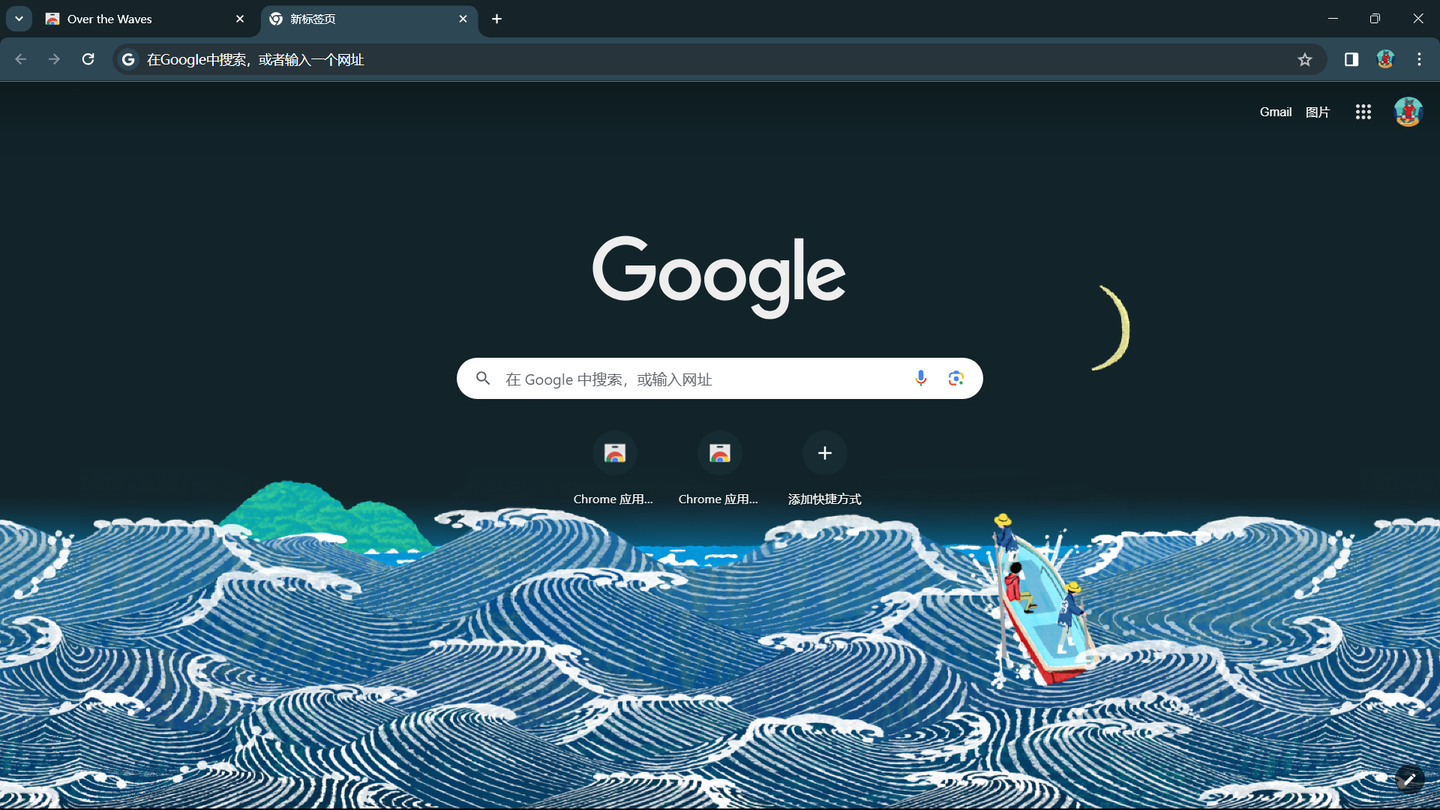 Over the Waves
新标签页
在Google中搜索，或者输入一个网址
Gmail 图片
Google
在 Google 中搜索，或输入网址
Chrome 应用... Chrome 应用... 添加快捷方式